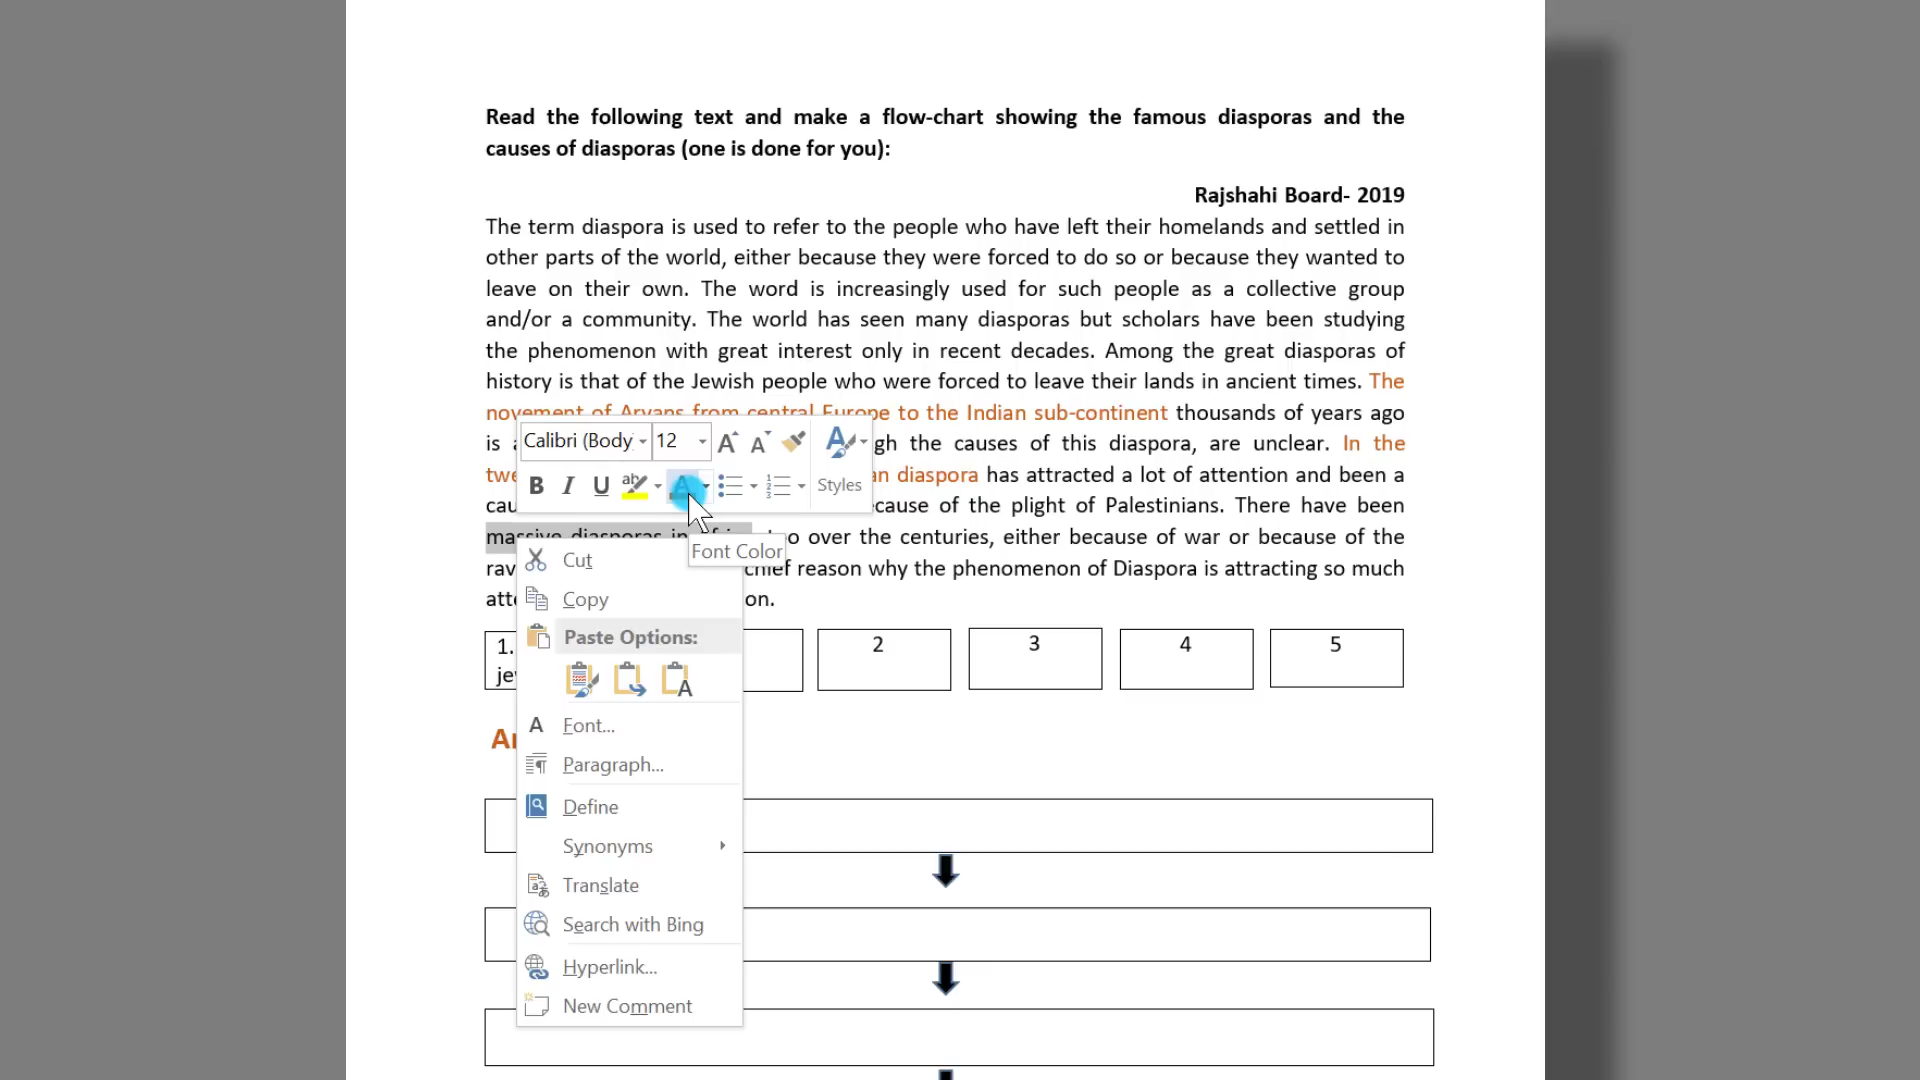 Read the following text and make a flow-chart showing the famous diasporas and the
causes of diasporas (one is done for you):
Rajshahi Board- 2019
The term diaspora is used to refer to the people who have left their homelands and settled in
other parts of the world, either because they were forced to do so or because they wanted to
leave on their own. The word is increasingly used for such people as a collective group
and/or a community. The world has seen many diasporas but scholars have been studying
the phenomenon with great interest only in recent decades. Among the great diasporas of
history is that of the Jewish people who were forced to leave their lands in ancient times. The
novement of Aryans from central Europe to the Indian sub-continent thousands of years ago
is the causes of this diaspora, are unclear. In the
diaspora has attracted a lot of attention and been a
of the plight of Palestinians. There have been
massive diasporas in over the centuries, either because of war or because of the
chief reason why the phenomenon of Diaspora is attracting so much
Calibri (Body 12
B I U Styles
Font Color
Cut
Copy
Paste Options:
Font...
Paragraph...
Define
Synonyms
Translate
Search with Bing
Hyperlink...
New Comment
1. 2 3 4 5